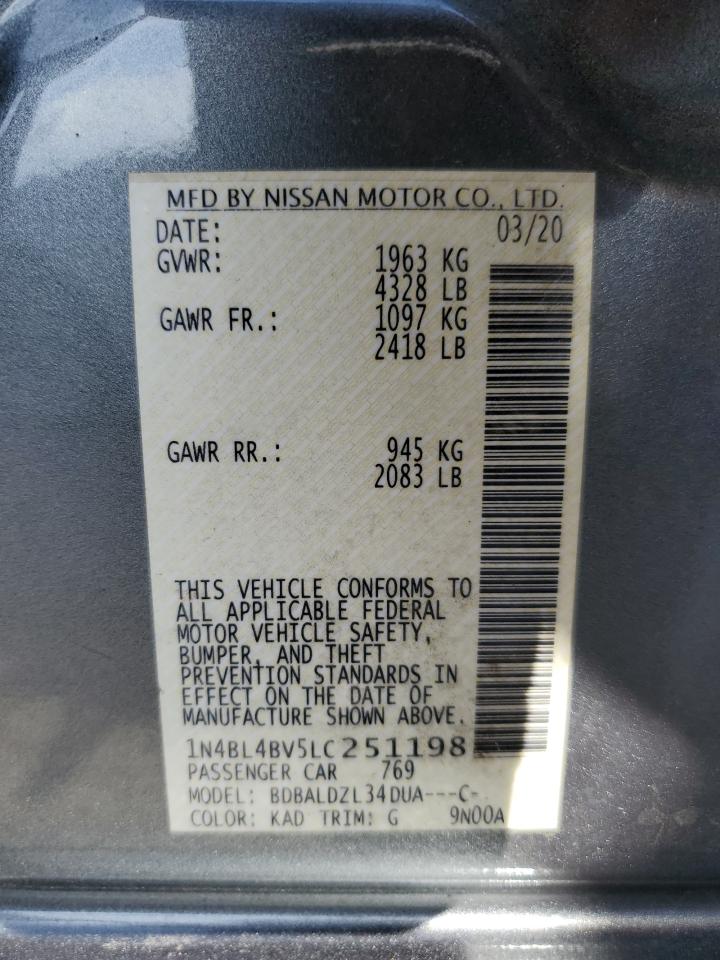 MFD BY NISSAN MOTOR CO., LTD.
DATE: 03/20
GVWR: 1963 KG
4328 LB
GAWR FR.: 1097 KG
2418 LB
GAWR RR.: 945 KG
2083 LB
THIS VEHICLE CONFORMS TO
ALL APPLICABLE FEDERAL
MOTOR VEHICLE SAFETY,
BUMPER, AND THEFT
PREVENTION STANDARDS IN
EFFECT ON THE DATE OF
MANUFACTURE SHOWN ABOVE.
1N4BL4BV5LC251198
PASSENGER CAR 769
MODEL: BDBALDZL34DUA---C-
COLOR: KAD TRIM: G 9N00A